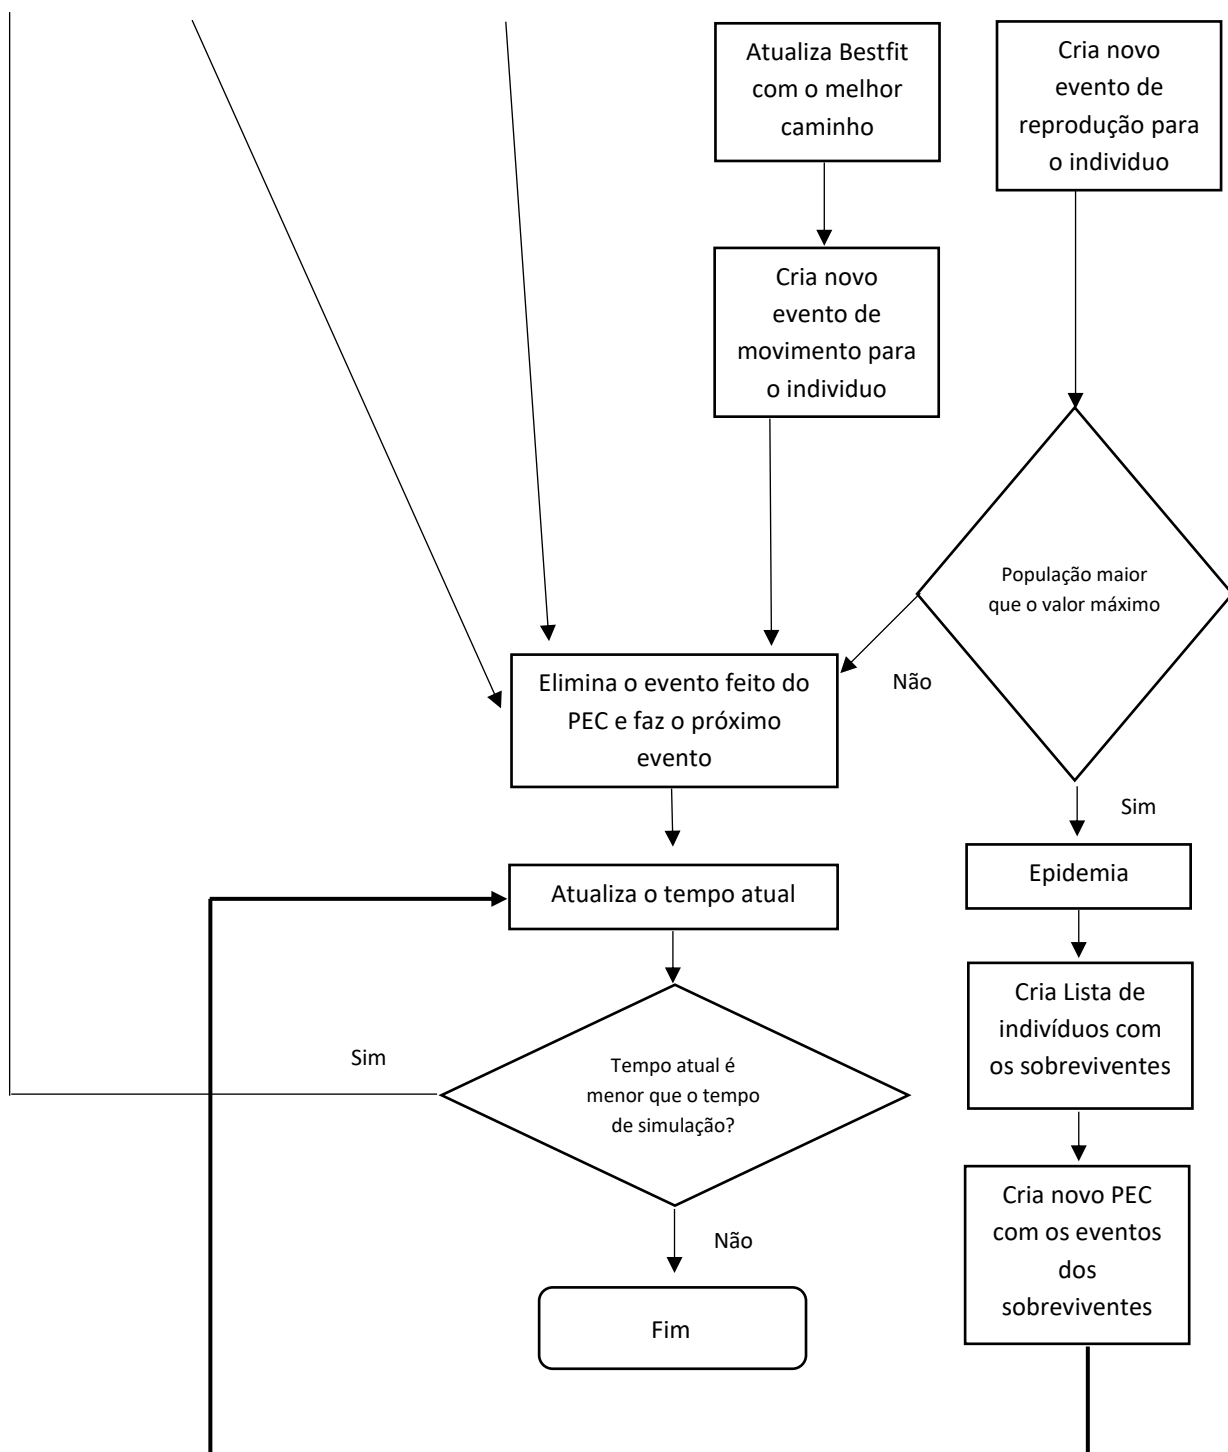 Atualiza Bestfit
com o melhor
caminho
Cria novo
evento de
reprodução para
o individuo
Cria novo
evento de
movimento para
o individuo
População maior
que o valor máximo
Não
Elimina o evento feito do
PEC e faz o próximo
evento
Sim
Epidemia
Atualiza o tempo atual
Cria Lista de
indivíduos com
os sobreviventes
Sim
Tempo atual é
menor que o tempo
de simulação?
Cria novo PEC
com os eventos
dos
sobreviventes
Não
Fim